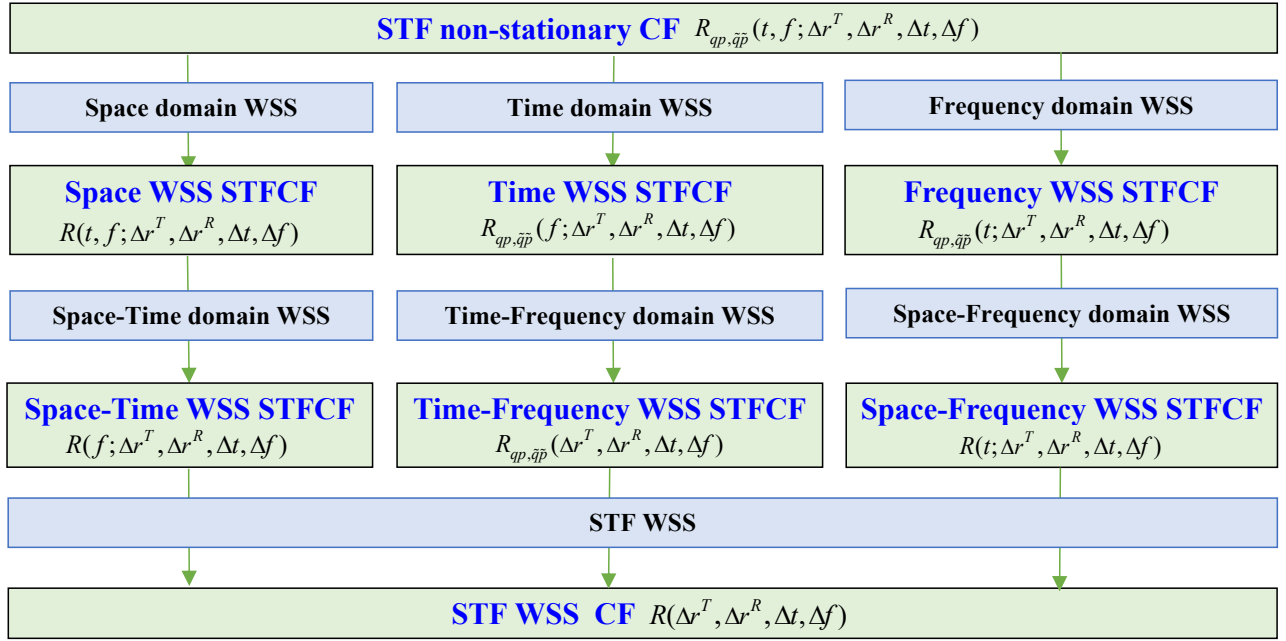 STF non-stationary CF R_{qp,q̃p̃}(t, f; Δr^T, Δr^R, Δt, Δf)
Space domain WSS
Time domain WSS
Frequency domain WSS
Space WSS STFCF
R(t, f; Δr^T, Δr^R, Δt, Δf)
Time WSS STFCF
R_{qp,q̃p̃}(f; Δr^T, Δr^R, Δt, Δf)
Frequency WSS STFCF
R_{qp,q̃p̃}(t; Δr^T, Δr^R, Δt, Δf)
Space-Time domain WSS
Time-Frequency domain WSS
Space-Frequency domain WSS
Space-Time WSS STFCF
R(f; Δr^T, Δr^R, Δt, Δf)
Time-Frequency WSS STFCF
R_{qp,q̃p̃}(Δr^T, Δr^R, Δt, Δf)
Space-Frequency WSS STFCF
R(t; Δr^T, Δr^R, Δt, Δf)
STF WSS
STF WSS CF R(Δr^T, Δr^R, Δt, Δf)